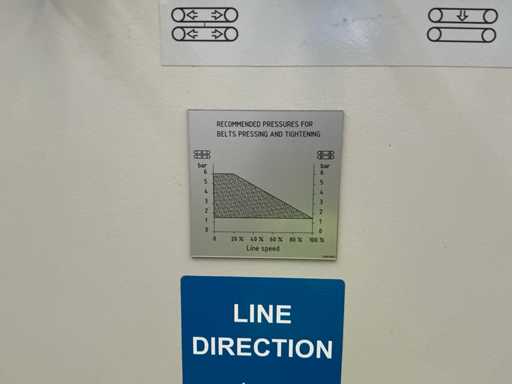 RECOMMENDED PRESSURES FOR
BELTS PRESSING AND TIGHTENING
bar bar
6 6
5 5
4 4
3 3
2 2
1 1
0 0
0 20 % 40 % 60 % 80 % 100 %
Line speed
LINE
DIRECTION